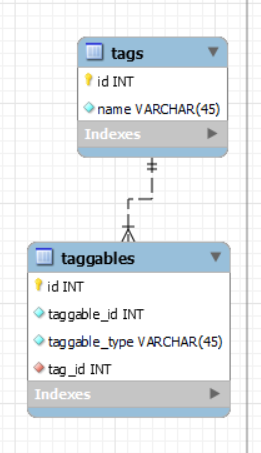 tags
id INT
name VARCHAR(45)
Indexes
taggables
id INT
taggable_id INT
taggable_type VARCHAR(45)
tag_id INT
Indexes